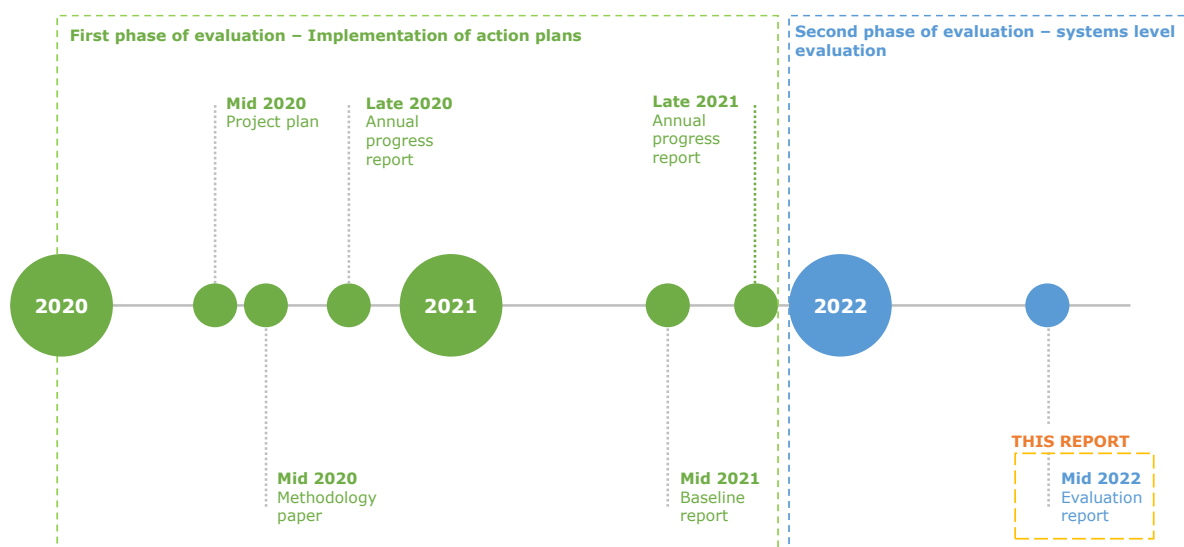 First phase of evaluation – Implementation of action plans
Second phase of evaluation – systems level
evaluation
Mid 2020
Project plan
Late 2020
Annual
progress
report
Late 2021
Annual
progress
report
2020
2021
2022
Mid 2020
Methodology
paper
Mid 2021
Baseline
report
THIS REPORT
Mid 2022
Evaluation
report